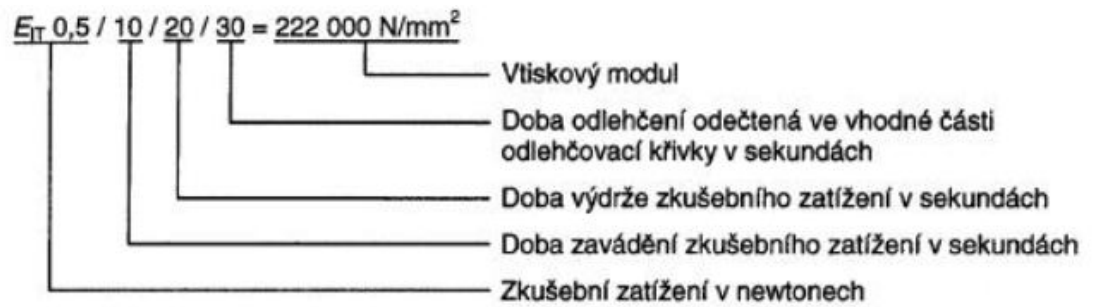 E_IT 0,5 / 10 / 20 / 30 = 222 000 N/mm²
Vtiskový modul
Doba odlehčení odečtená ve vhodné části
odlehčovací křivky v sekundách
Doba výdrže zkušebního zatížení v sekundách
Doba zavádění zkušebního zatížení v sekundách
Zkušební zatížení v newtonech